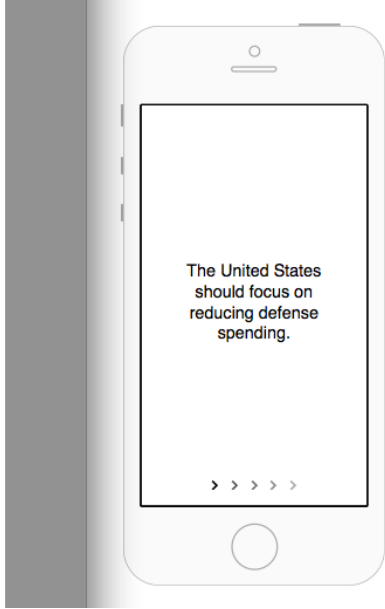 The United States
should focus on
reducing defense
spending.